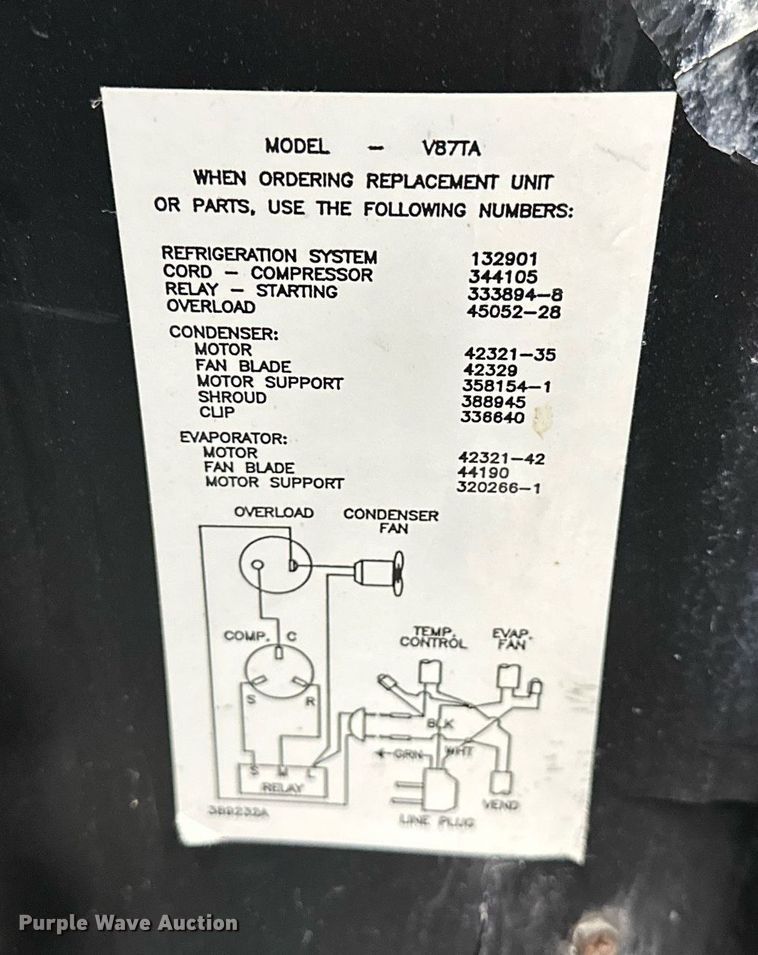 MODEL - V87TA
WHEN ORDERING REPLACEMENT UNIT
OR PARTS, USE THE FOLLOWING NUMBERS:
REFRIGERATION SYSTEM 132901
CORD - COMPRESSOR 344105
RELAY - STARTING 333894-8
OVERLOAD 45052-28
CONDENSER:
MOTOR 42321-35
FAN BLADE 42329
MOTOR SUPPORT 358154-1
SHROUD 388945
CLIP 336640
EVAPORATOR:
MOTOR 42321-42
FAN BLADE 44190
MOTOR SUPPORT 320266-1
OVERLOAD CONDENSER
FAN
COMP. C
TEMP. EVAP.
CONTROL FAN
S R
BLK
GRN WHT
S M L
RELAY
VEND
389232A
LINE PLUG
Purple Wave Auction